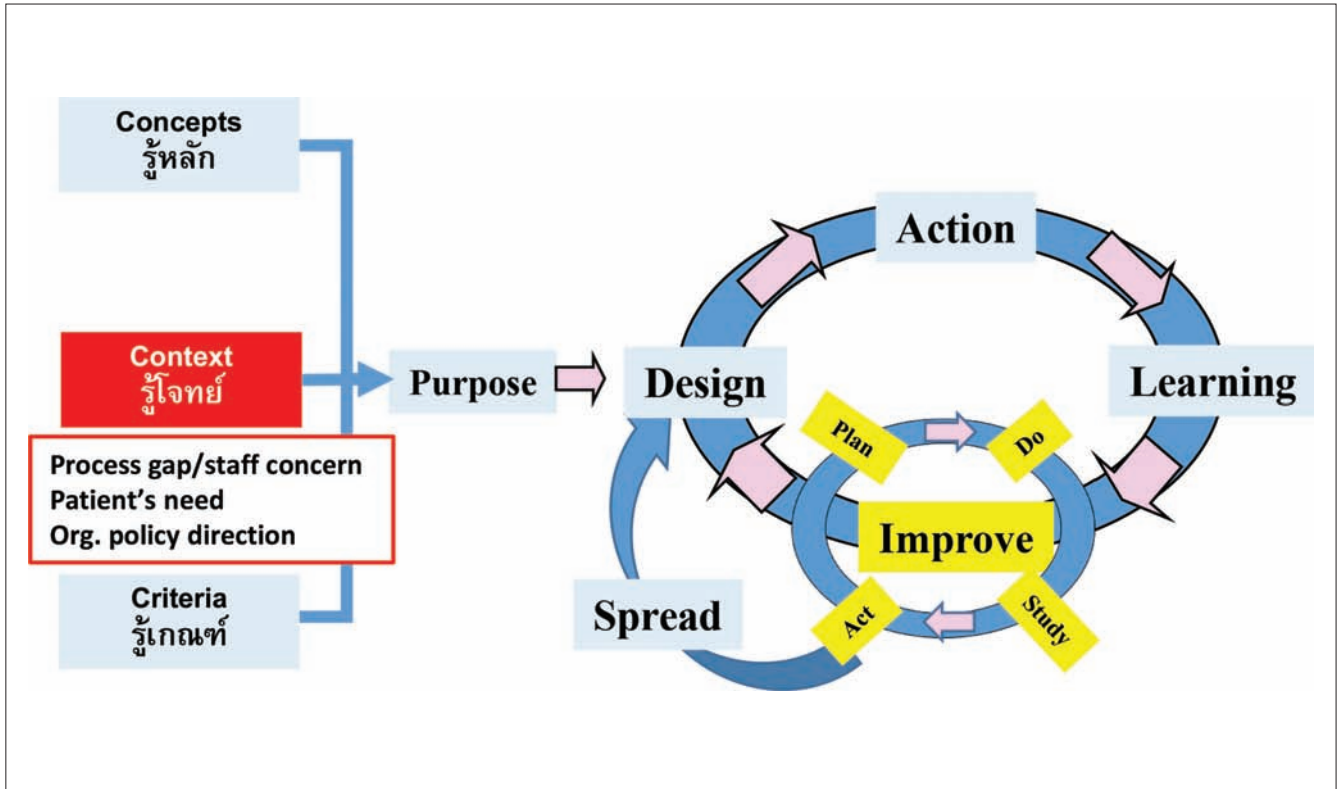 Concepts
รู้หลัก
Context
รู้โจทย์
Process gap/staff concern
Patient's need
Org. policy direction
Criteria
รู้เกณฑ์
Purpose
Design
Action
Learning
Plan
Do
Improve
Act
Study
Spread